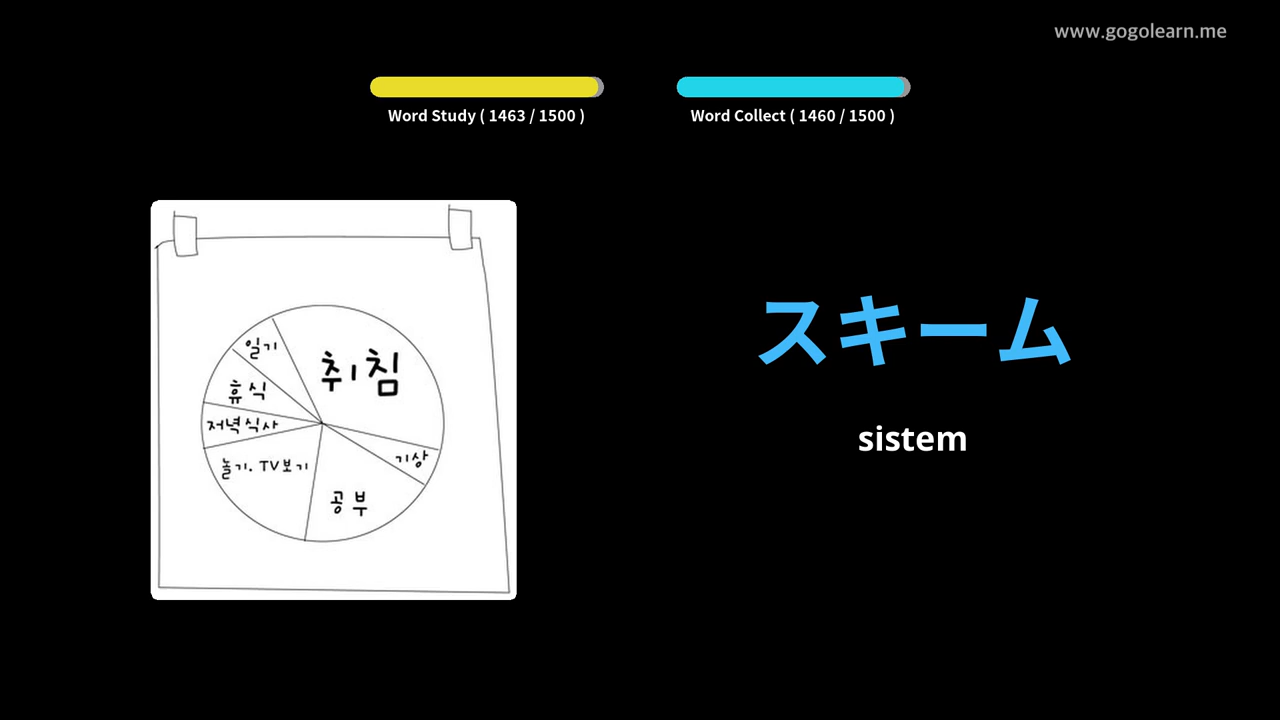 www.gogolearn.me
Word Study ( 1463 / 1500 )
Word Collect ( 1460 / 1500 )
일기
취침
휴식
저녁식사
놀기. TV보기
기상
공부
スキーム
sistem